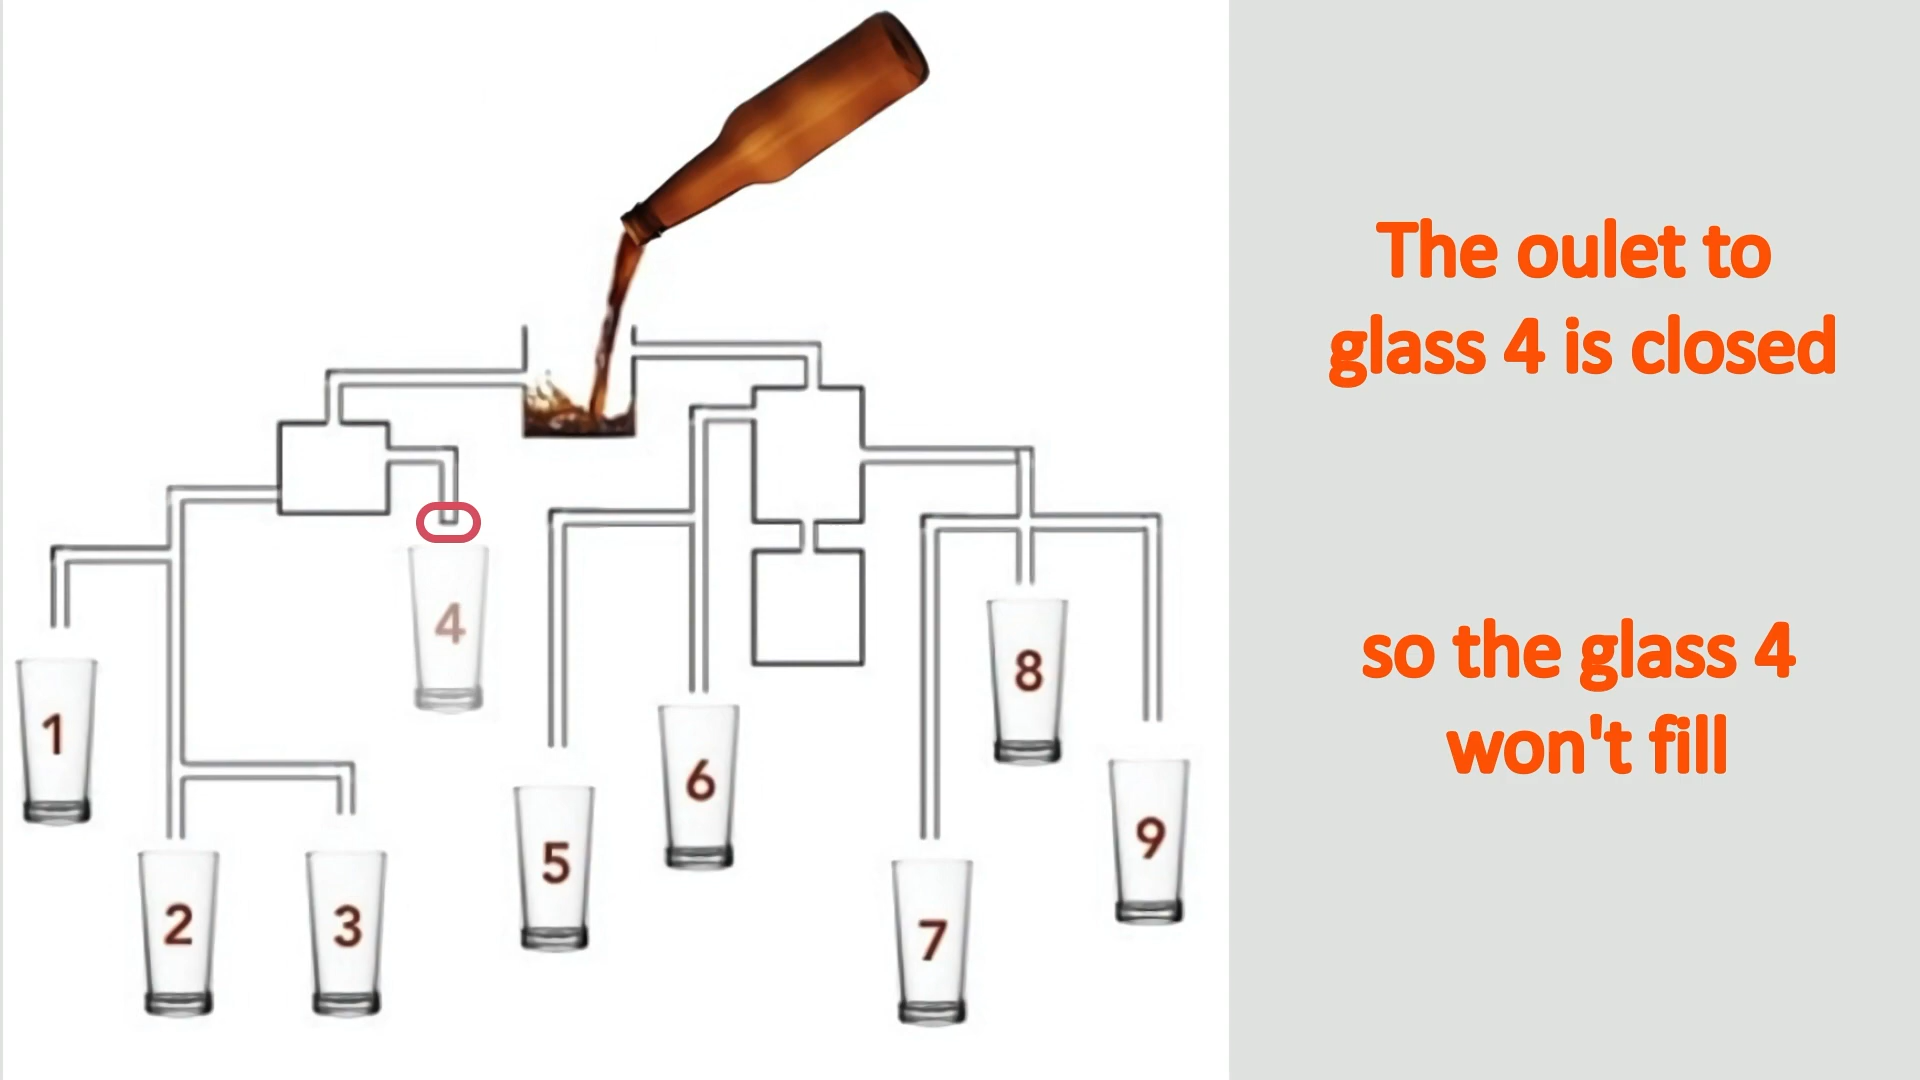 The oulet to
glass 4 is closed
so the glass 4
won't fill
4
8
1
6
5
9
2
3
7